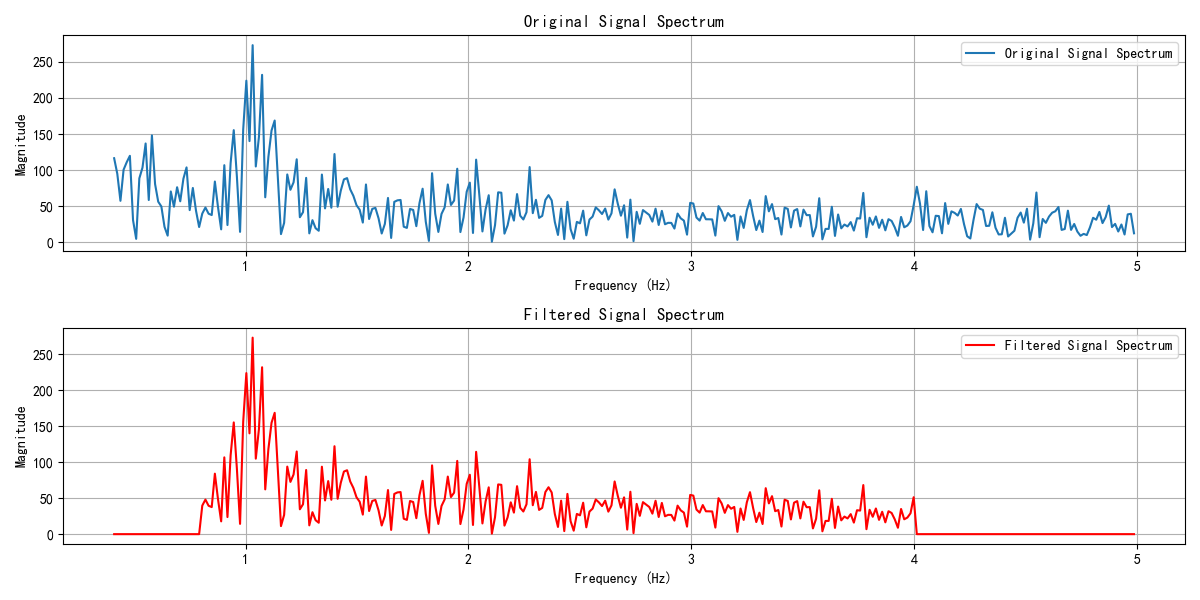 Original Signal Spectrum
Original Signal Spectrum
Magnitude
250
200
150
100
50
0
1
2
3
4
5
Frequency (Hz)
Filtered Signal Spectrum
Filtered Signal Spectrum
Magnitude
250
200
150
100
50
0
1
2
3
4
5
Frequency (Hz)